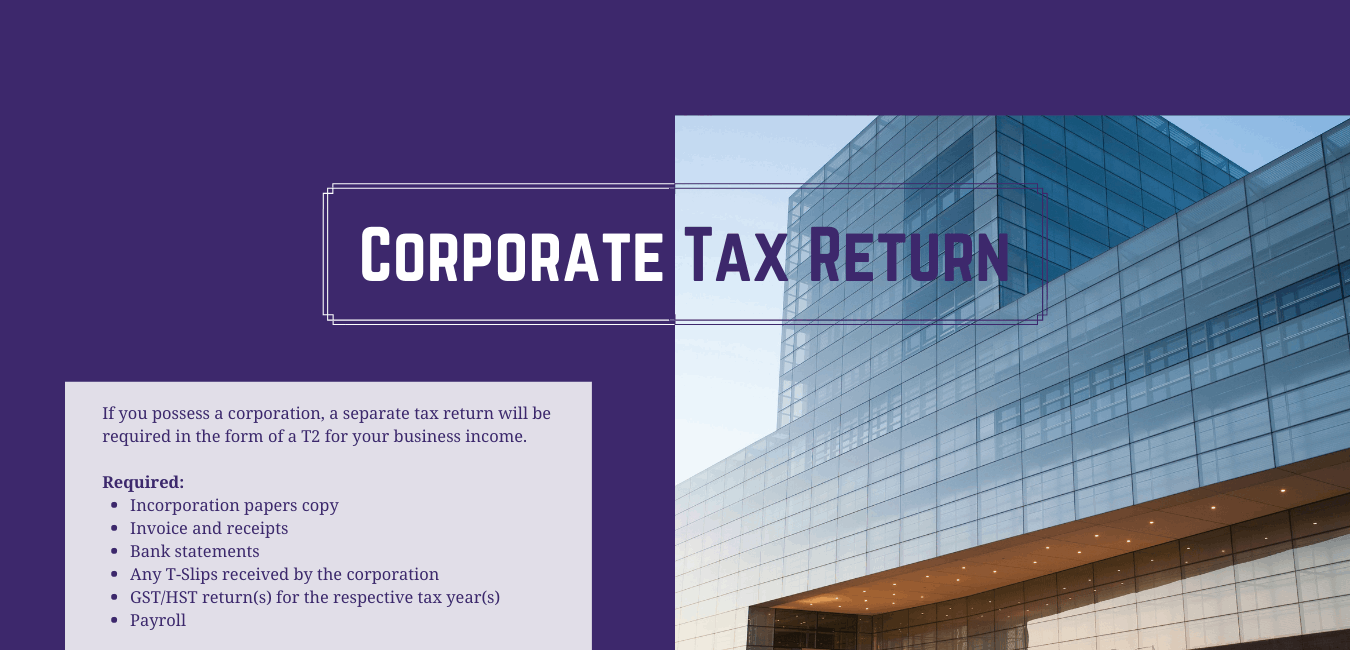 Corporate Tax Return
If you possess a corporation, a separate tax return will be
required in the form of a T2 for your business income.
Required:
• Incorporation papers copy
• Invoice and receipts
• Bank statements
• Any T-Slips received by the corporation
• GST/HST return(s) for the respective tax year(s)
• Payroll